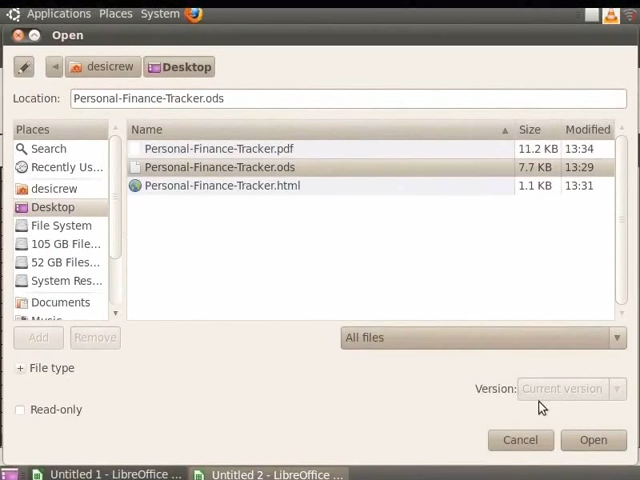 Applications Places System
Open
desicrew Desktop
Location: Personal-Finance-Tracker.ods
Places Name Size Modified
Search Personal-Finance-Tracker.pdf 11.2 KB 13:34
Recently Us... Personal-Finance-Tracker.ods 7.7 KB 13:29
desicrew Personal-Finance-Tracker.html 1.1 KB 13:31
Desktop
File System
105 GB File...
52 GB Files...
System Res...
Documents
Music
Add Remove All files
File type
Version: Current version
Read-only
Cancel Open
Untitled 1 - LibreOffice ... Untitled 2 - LibreOffice ...